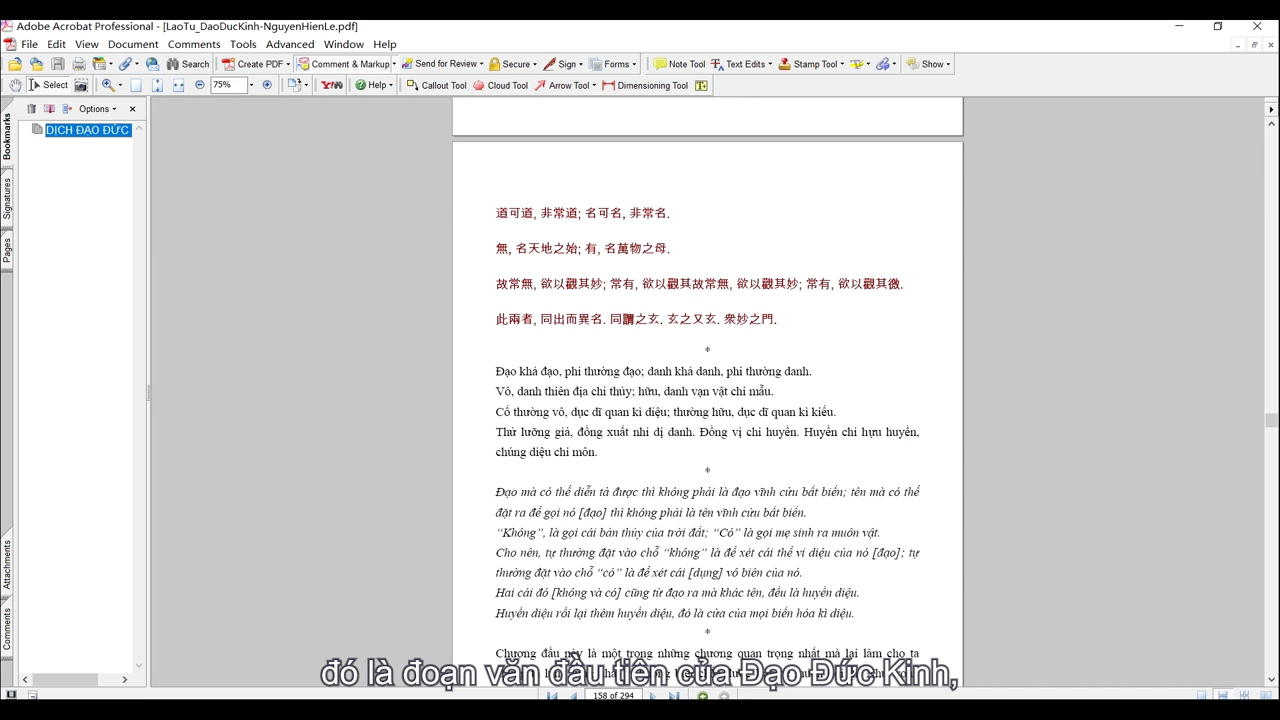 Adobe Acrobat Professional - [LaoTu_DaoDucKinh-NguyenHienLe.pdf]
File Edit View Document Comments Tools Advanced Window Help
Search Create PDF Comment & Markup Send for Review Secure Sign Forms Note Tool Text Edits Stamp Tool Show
Select 75% Help Callout Tool Cloud Tool Arrow Tool Dimensioning Tool
Options
Bookmarks
DỊCH ĐẠO ĐỨC
Signatures
Pages
Attachments
Comments
道可道, 非常道; 名可名, 非常名.
無, 名天地之始; 有, 名萬物之母.
故常無, 欲以觀其妙; 常有, 欲以觀其故常無, 欲以觀其妙; 常有, 欲以觀其徼.
此兩者, 同出而異名. 同謂之玄. 玄之又玄. 衆妙之門.
*
Đạo khả đạo, phi thường đạo; danh khả danh, phi thường danh.
Vô, danh thiên địa chi thủy; hữu, danh vạn vật chi mẫu.
Cố thường vô, dục dĩ quan kì diệu; thường hữu, dục dĩ quan kì kiếu.
Thử lưỡng giả, đồng xuất nhi dị danh. Đồng vị chi huyền. Huyền chi hựu huyền,
chúng diệu chi môn.
*
Đạo mà có thể diễn tả được thì không phải là đạo vĩnh cửu bất biến; tên mà có thể
đặt ra để gọi nó [đạo] thì không phải là tên vĩnh cửu bất biến.
“Không”, là gọi cái bản thủy của trời đất; “Có” là gọi mẹ sinh ra muôn vật.
Cho nên, tự thường đặt vào chỗ “không” là để xét cái thể vi diệu của nó [đạo]; tự
thường đặt vào chỗ “có” là để xét cái [dụng] vô biên của nó.
Hai cái đó [không và có] cũng từ đạo ra mà khác tên, đều là huyền diệu.
Huyền diệu rồi lại thêm huyền diệu, đó là cửa của mọi biến hóa kì diệu.
*
Chương đầu này là một trong những chương quan trọng nhất mà lại làm cho ta
đó là đoạn văn đầu tiên của Đạo Đức Kinh,
158 of 294